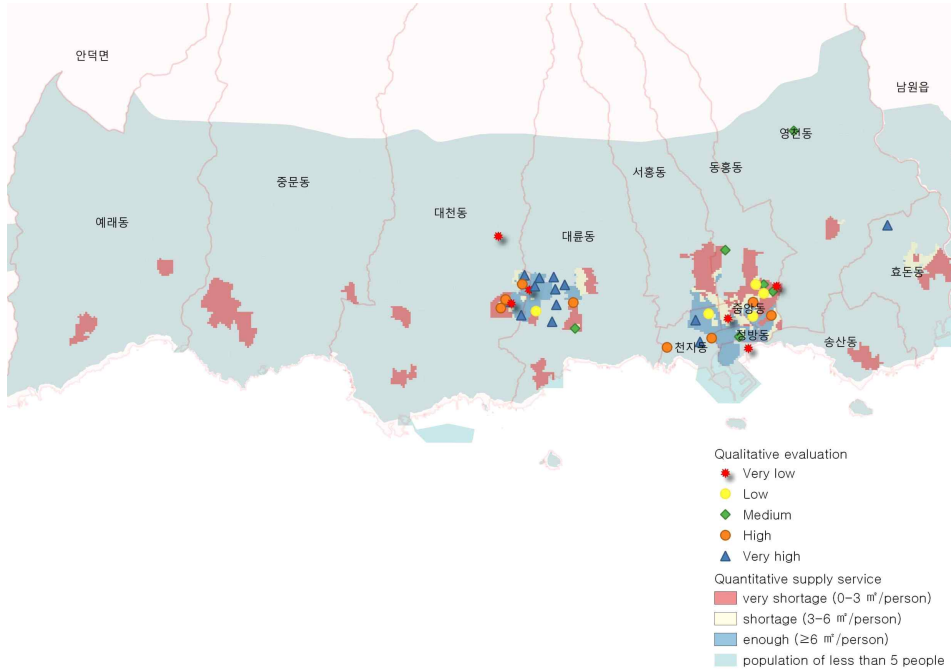 안덕면
남원읍
영천동
서홍동
동홍동
중문동
대천동
예래동
대륜동
효돈동
중앙동
정방동
천지동
송산동
Qualitative evaluation
Very low
Low
Medium
High
Very high
Quantitative supply service
very shortage (0-3 ㎡/person)
shortage (3-6 ㎡/person)
enough (≥6 ㎡/person)
population of less than 5 people